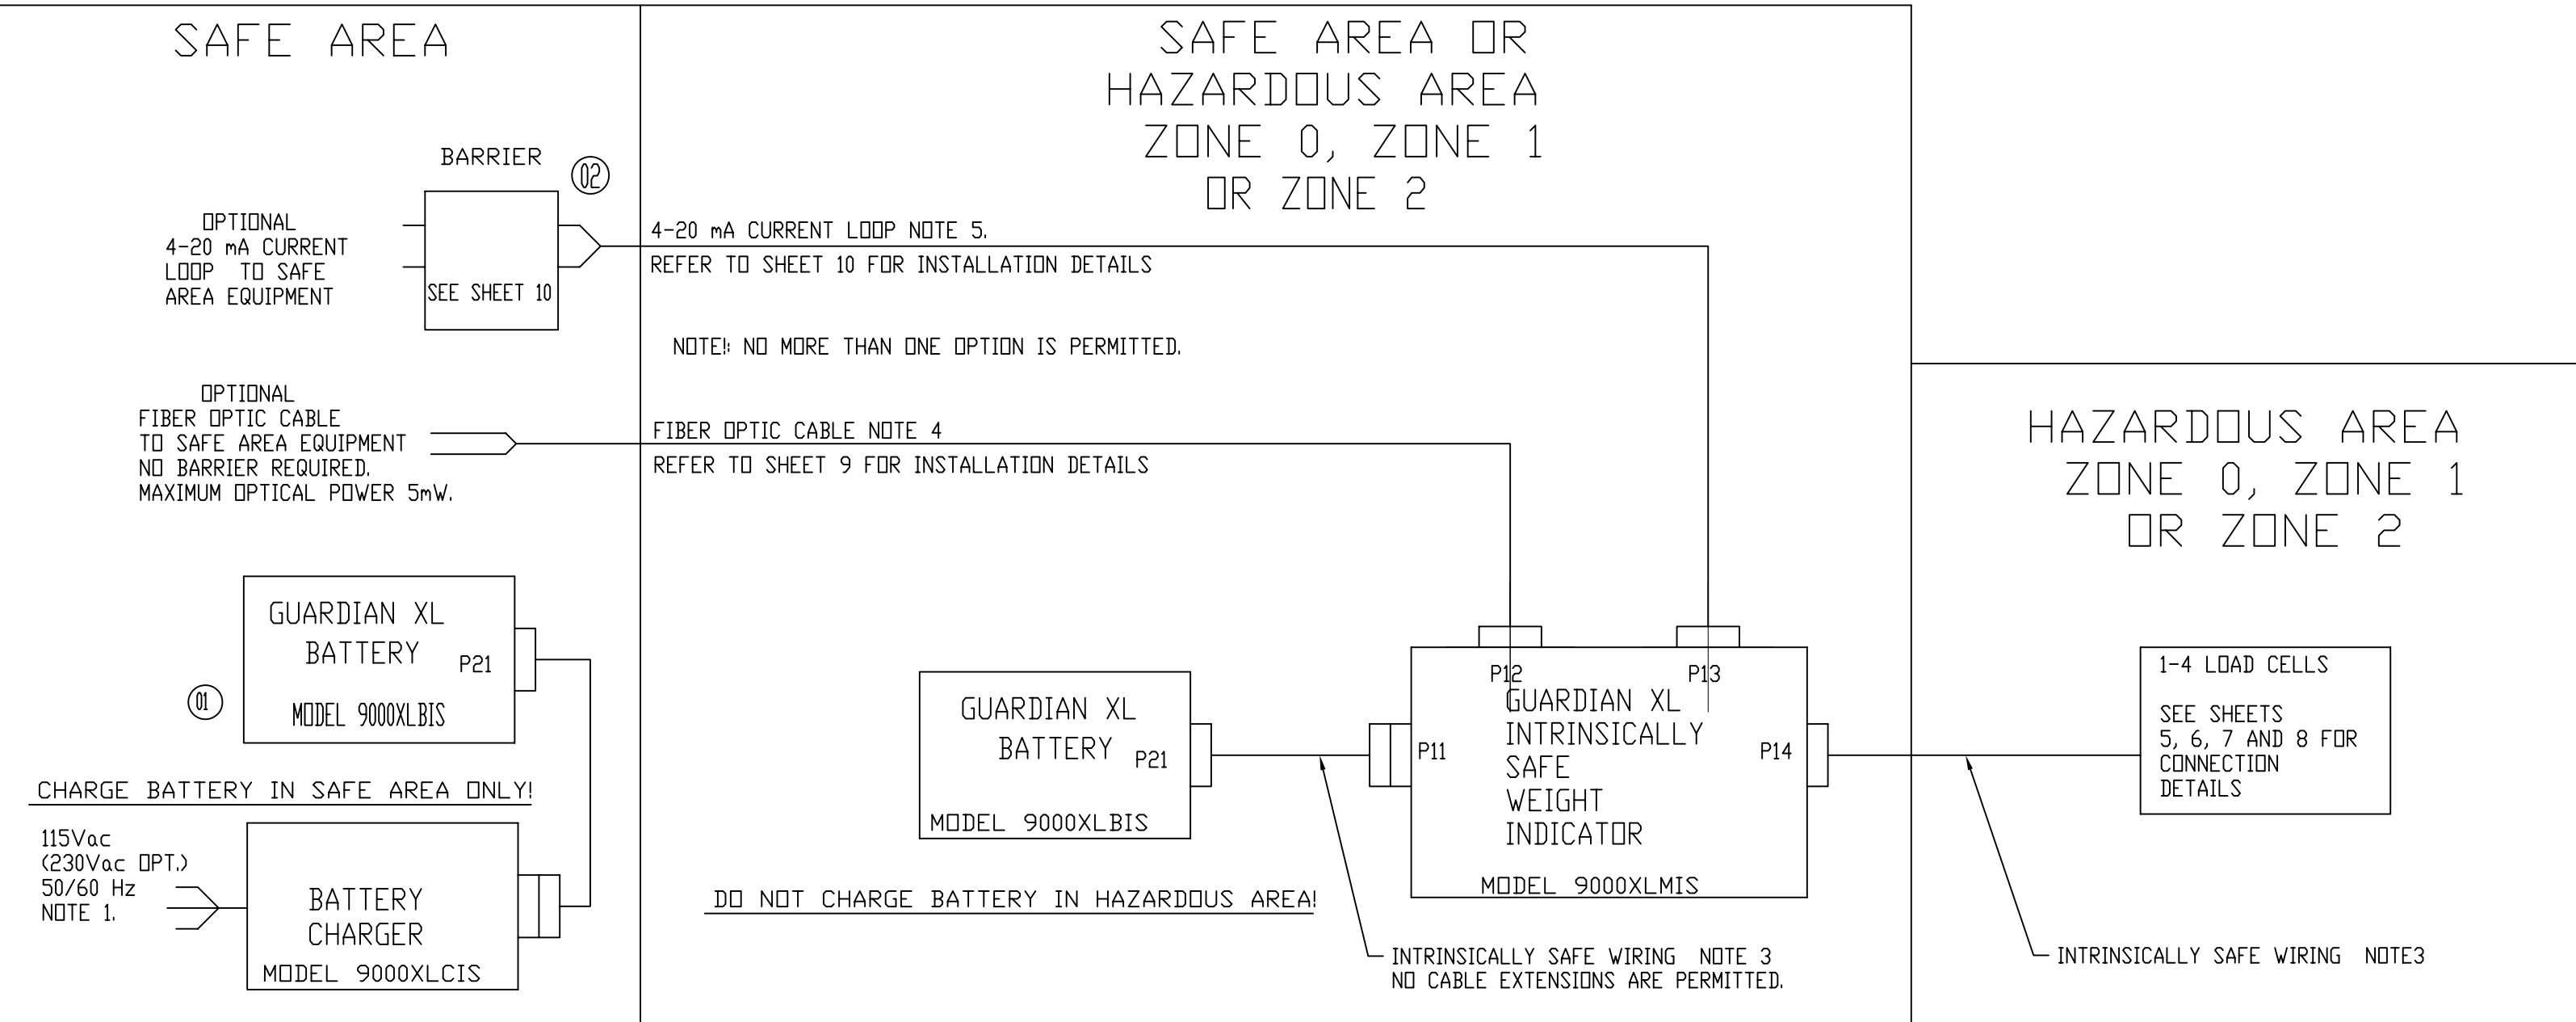 SAFE AREA
BARRIER
02
OPTIONAL
4-20 mA CURRENT
LOOP TO SAFE
AREA EQUIPMENT
SEE SHEET 10
OPTIONAL
FIBER OPTIC CABLE
TO SAFE AREA EQUIPMENT
NO BARRIER REQUIRED.
MAXIMUM OPTICAL POWER 5mW.
GUARDIAN XL
BATTERY
P21
MODEL 9000XLBIS
01
CHARGE BATTERY IN SAFE AREA ONLY!
115Vac
(230Vac OPT.)
50/60 Hz
NOTE 1.
BATTERY
CHARGER
MODEL 9000XLCIS
SAFE AREA OR
HAZARDOUS AREA
ZONE 0, ZONE 1
OR ZONE 2
4-20 mA CURRENT LOOP NOTE 5.
REFER TO SHEET 10 FOR INSTALLATION DETAILS
NOTE!: NO MORE THAN ONE OPTION IS PERMITTED.
FIBER OPTIC CABLE NOTE 4
REFER TO SHEET 9 FOR INSTALLATION DETAILS
GUARDIAN XL
BATTERY
P21
MODEL 9000XLBIS
DO NOT CHARGE BATTERY IN HAZARDOUS AREA!
P12
P13
P11
P14
GUARDIAN XL
INTRINSICALLY
SAFE
WEIGHT
INDICATOR
MODEL 9000XLMIS
INTRINSICALLY SAFE WIRING NOTE 3
NO CABLE EXTENSIONS ARE PERMITTED.
HAZARDOUS AREA
ZONE 0, ZONE 1
OR ZONE 2
1-4 LOAD CELLS
SEE SHEETS
5, 6, 7 AND 8 FOR
CONNECTION
DETAILS
INTRINSICALLY SAFE WIRING NOTE3